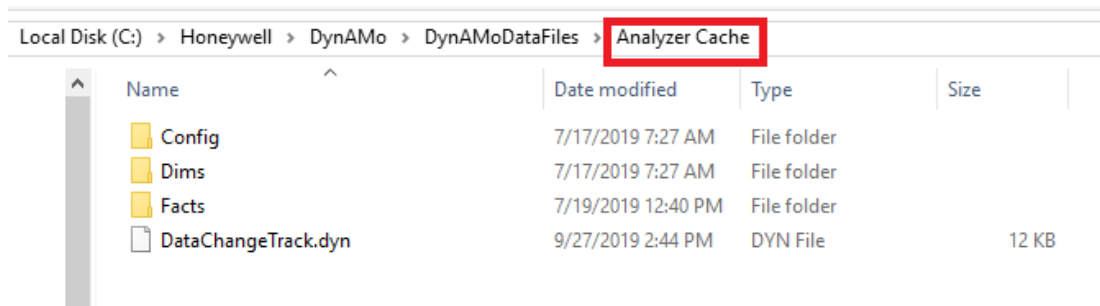 Local Disk (C:) > Honeywell > DynAMo > DynAMoDataFiles > Analyzer Cache
Name Date modified Type Size
Config 7/17/2019 7:27 AM File folder
Dims 7/17/2019 7:27 AM File folder
Facts 7/19/2019 12:40 PM File folder
DataChangeTrack.dyn 9/27/2019 2:44 PM DYN File 12 KB